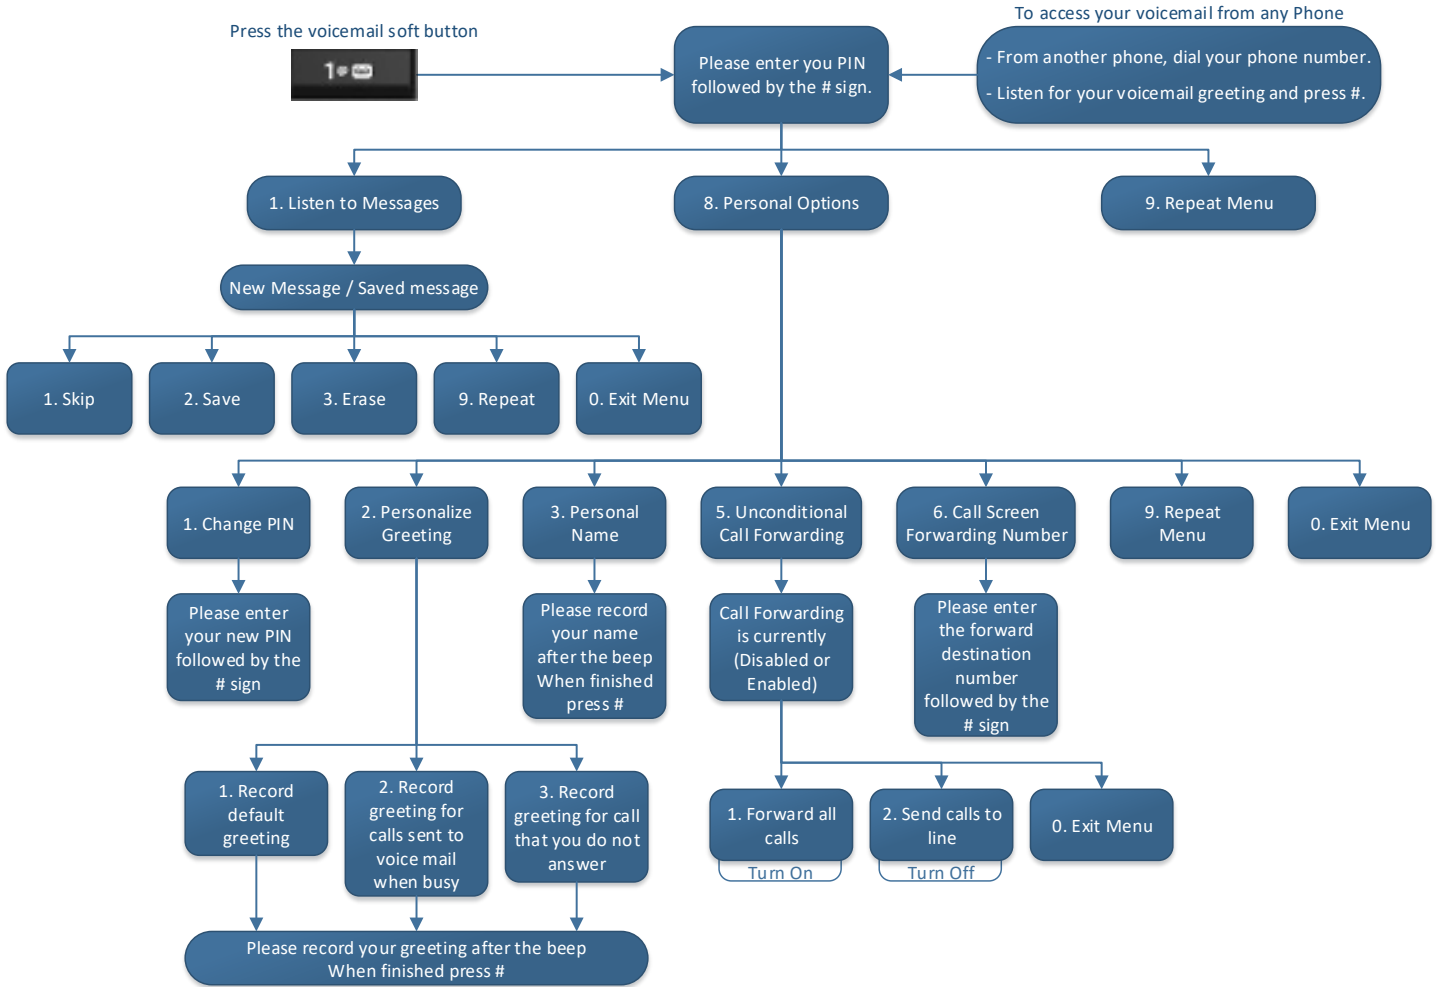 To access your voicemail from any Phone
Press the voicemail soft button
1
Please enter you PIN
followed by the # sign.
- From another phone, dial your phone number.
- Listen for your voicemail greeting and press #.
1. Listen to Messages
8. Personal Options
9. Repeat Menu
New Message / Saved message
1. Skip
2. Save
3. Erase
9. Repeat
0. Exit Menu
1. Change PIN
2. Personalize
Greeting
3. Personal
Name
5. Unconditional
Call Forwarding
6. Call Screen
Forwarding Number
9. Repeat
Menu
0. Exit Menu
Please enter
your new PIN
followed by the
# sign
Please record
your name
after the beep
When finished
press #
Call Forwarding
is currently
(Disabled or
Enabled)
Please enter
the forward
destination
number
followed by the
# sign
1. Record
default
greeting
2. Record
greeting for
calls sent to
voice mail
when busy
3. Record
greeting for call
that you do not
answer
1. Forward all
calls
Turn On
2. Send calls to
line
Turn Off
0. Exit Menu
Please record your greeting after the beep
When finished press #